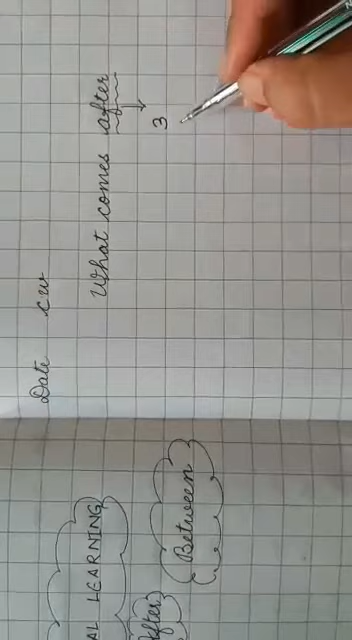 Date CW
What comes after
3
AL LEARNING
After
Between